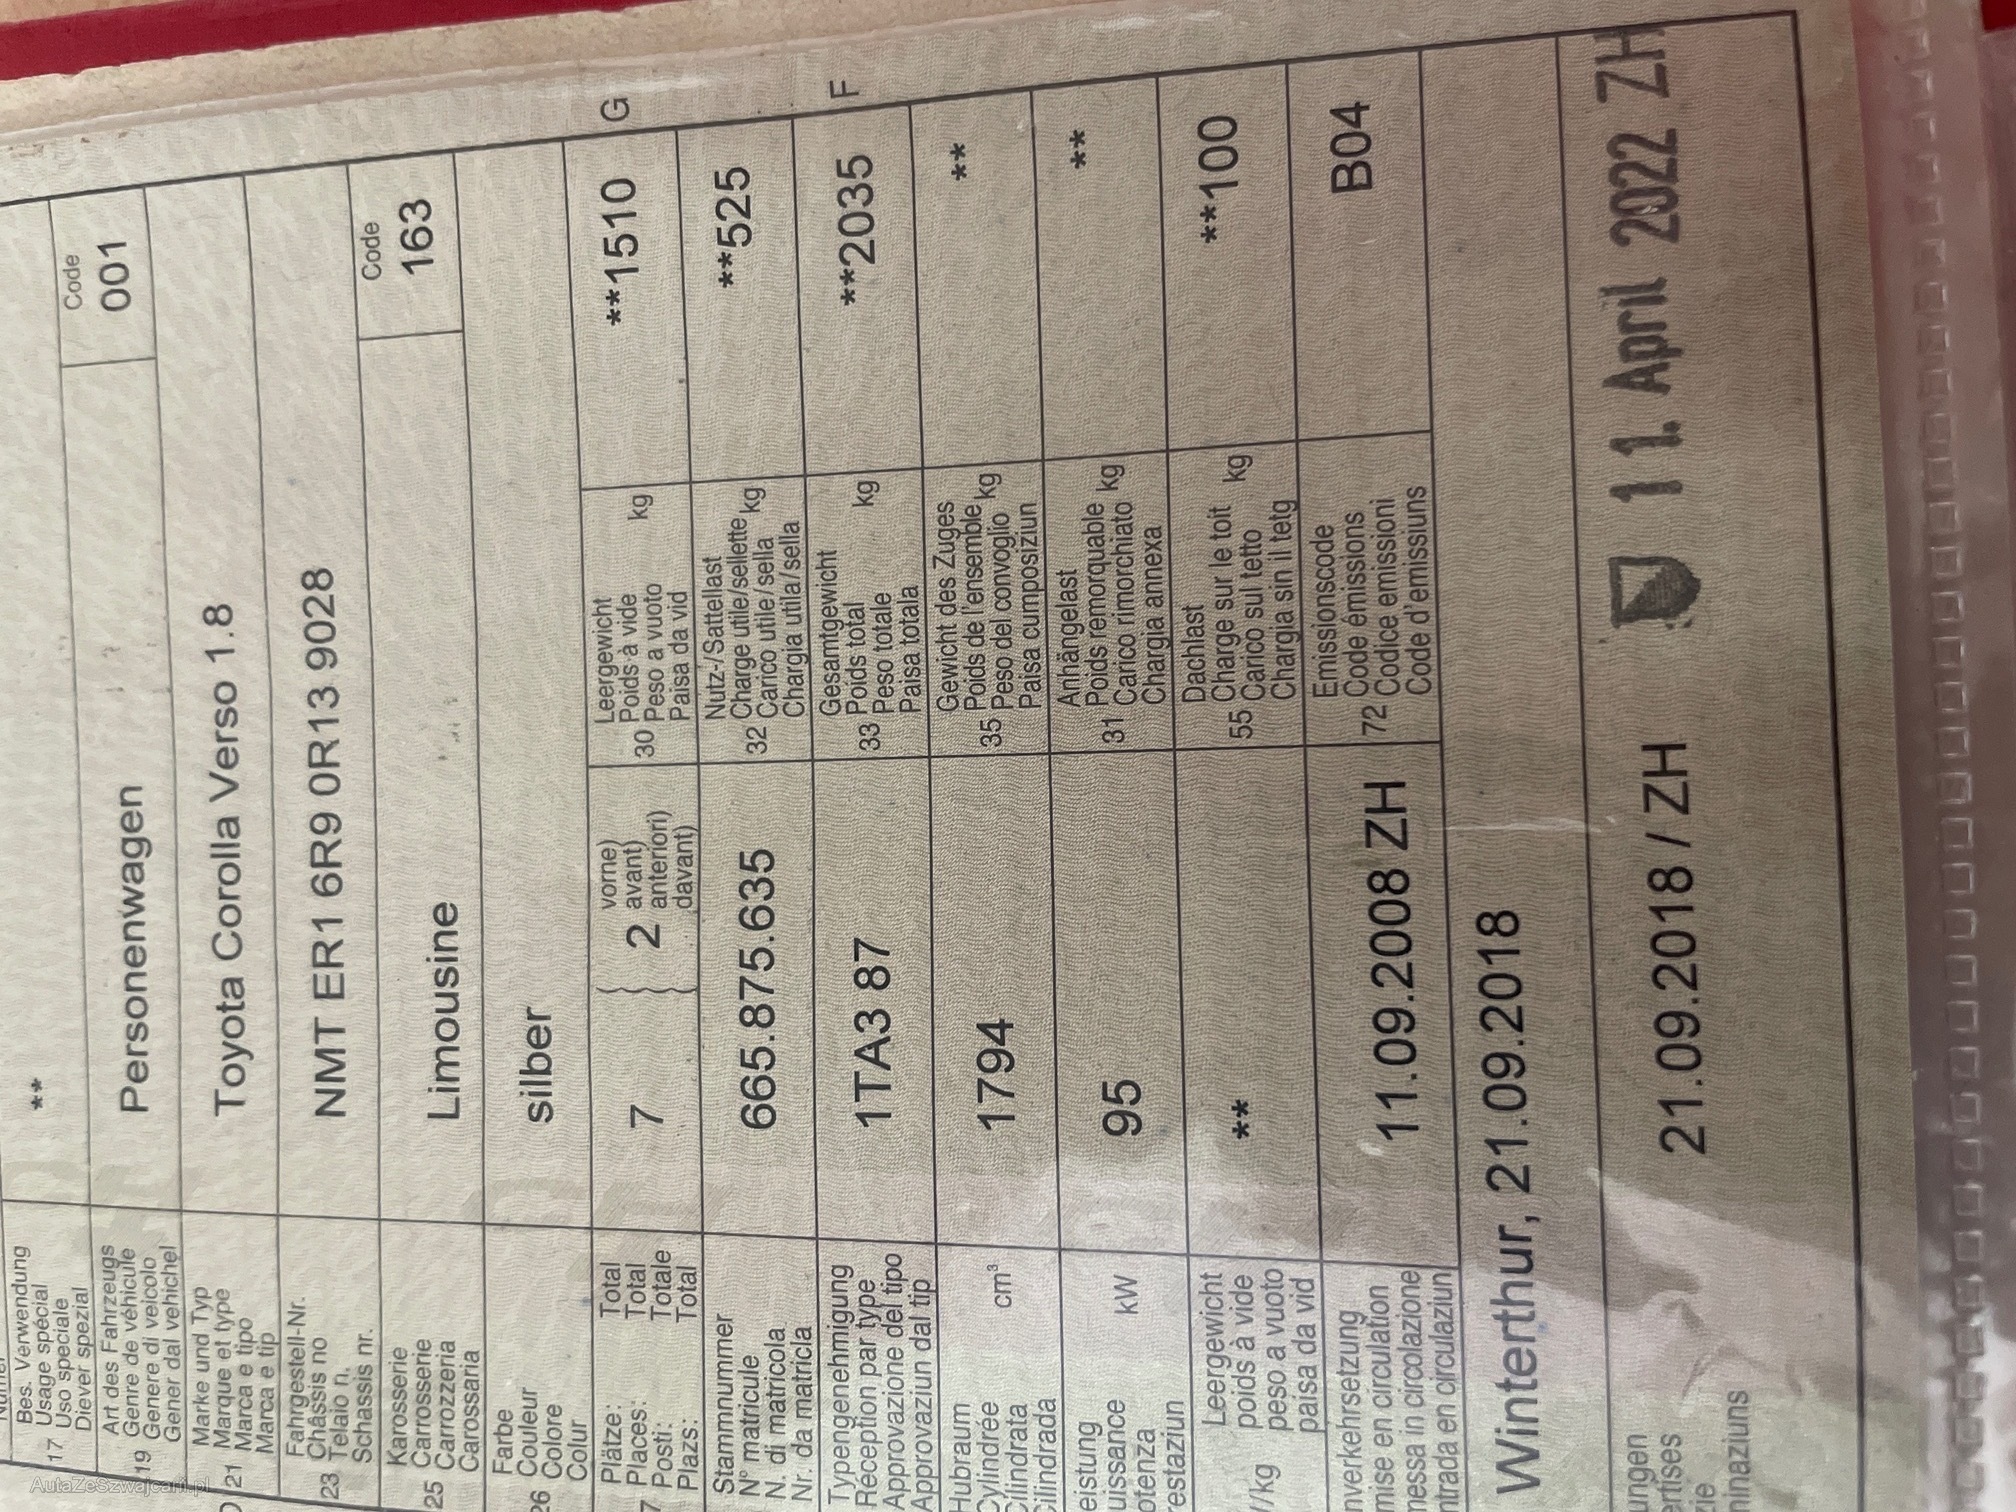 **
Bes. Verwendung
17 Usage spécial
Uso speciale
Diever spezial
Art des Fahrzeugs
19 Genre de véhicule
Genere di veicolo
Gener dal vehichel
Personenwagen
Code
001
Marke und Typ
21 Marque et type
Marca e tipo
Marca e tip
Toyota Corolla Verso 1.8
Fahrgestell-Nr.
23 Châssis no
Telaio n.
Schassis nr.
NMT ER1 6R9 0R13 9028
Karosserie
25 Carrosserie
Carrozzeria
Carossaria
Limousine
Code
163
Farbe
26 Couleur
Colore
Colur
silber
Plätze: Total
Places: Total
Posti: Totale
Plazs: Total
7
2
vorne)
avant)
anteriori)
davant)
Leergewicht
30 Poids à vide kg
Peso a vuoto
Paisa da vid
**1510 G
Stammnummer
N° matricule
N. di matricola
Nr. da matricla
665.875.635
Nutz-/Sattellast
Charge utile/sellette kg
32 Carico utile/sella
Chargia utila/sella
**525
Typengenehmigung
Réception par type
Approvazione del tipo
Approvaziun dal tip
1TA3 87
Gesamtgewicht
33 Poids total kg
Peso totale
Paisa totala
**2035 F
Hubraum
Cylindrée cm³
Cilindrata
Cilindrada
1794
Gewicht des Zuges
35 Poids de l'ensemble kg
Peso del convoglio
Paisa cumposiziun
**
eistung
uissance kW
otenza
restaziun
95
Anhängelast
Poids remorquable kg
31 Carico rimorchiato
Chargia annexa
**
Leergewicht
/kg poids à vide
peso a vuoto
paisa da vid
**
Dachlast
Charge sur le toit kg
55 Carico sul tetto
Chargia sin il tetg
**100
nverkehrsetzung
mise en circulation
messa in circolazione
ntrada en circulaziun
11.09.2008 ZH
Emissionscode
Code émissions
72 Codice emissioni
Code d'emissiuns
B04
Winterthur, 21.09.2018
ungen
ertises
zie
minaziuns
21.09.2018 / ZH
11. April 2022 ZH
AutaZeSzwajcarii.pl